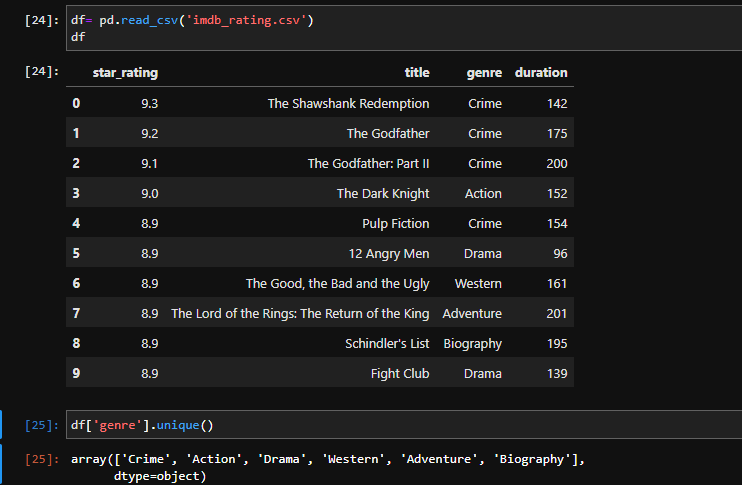 [24]: df= pd.read_csv('imdb_rating.csv')
df
[24]: star_rating title genre duration
0 9.3 The Shawshank Redemption Crime 142
1 9.2 The Godfather Crime 175
2 9.1 The Godfather: Part II Crime 200
3 9.0 The Dark Knight Action 152
4 8.9 Pulp Fiction Crime 154
5 8.9 12 Angry Men Drama 96
6 8.9 The Good, the Bad and the Ugly Western 161
7 8.9 The Lord of the Rings: The Return of the King Adventure 201
8 8.9 Schindler's List Biography 195
9 8.9 Fight Club Drama 139
[25]: df['genre'].unique()
[25]: array(['Crime', 'Action', 'Drama', 'Western', 'Adventure', 'Biography'],
dtype=object)